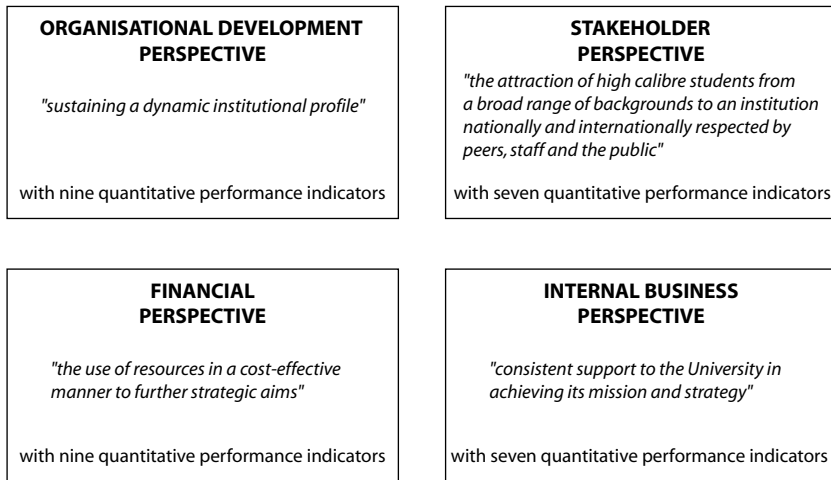 ORGANISATIONAL DEVELOPMENT
PERSPECTIVE
"sustaining a dynamic institutional profile"
with nine quantitative performance indicators
STAKEHOLDER
PERSPECTIVE
"the attraction of high calibre students from
a broad range of backgrounds to an institution
nationally and internationally respected by
peers, staff and the public"
with seven quantitative performance indicators
FINANCIAL
PERSPECTIVE
"the use of resources in a cost-effective
manner to further strategic aims"
with nine quantitative performance indicators
INTERNAL BUSINESS
PERSPECTIVE
"consistent support to the University in
achieving its mission and strategy"
with seven quantitative performance indicators